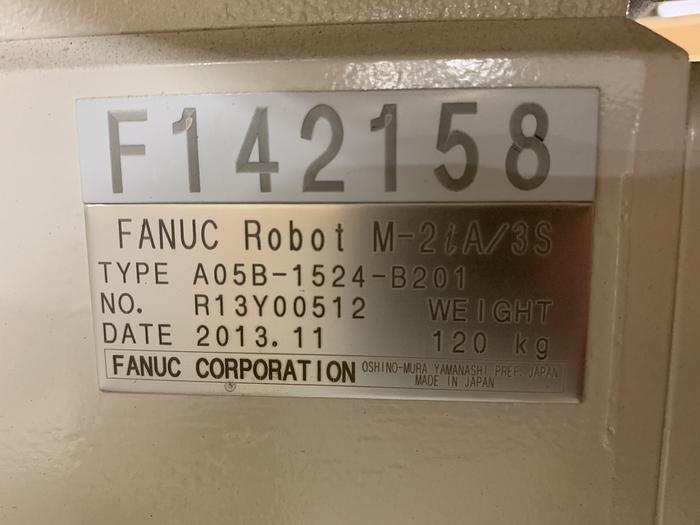 F142158
FANUC Robot M-2iA/3S
TYPE A05B-1524-B201
NO. R13Y00512 WEIGHT
DATE 2013.11 120 kg
FANUC CORPORATION OSHINO-MURA YAMANASHI PREF. JAPAN
MADE IN JAPAN